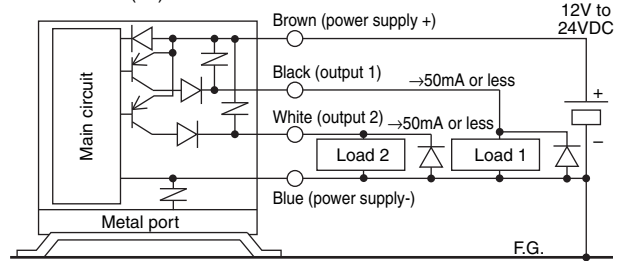 Brown (power supply +)
12V to
24VDC
Black (output 1)
→50mA or less
+
White (output 2)
→50mA or less
Main circuit
Load 2
Load 1
−
Blue (power supply-)
Metal port
F.G.